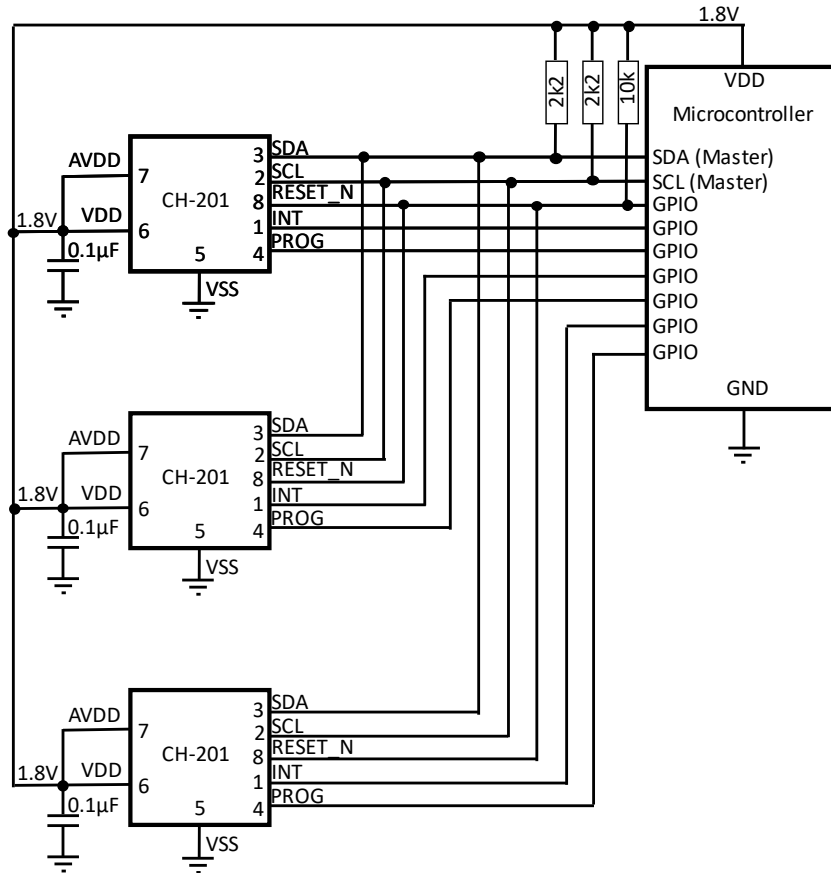 1.8V
2k2
2k2
10k
VDD
Microcontroller
SDA (Master)
SCL (Master)
GPIO
GPIO
GPIO
GPIO
GPIO
GPIO
GPIO
GND
AVDD
7
1.8V
VDD
6
0.1µF
CH-201
5
VSS
3
SDA
2
SCL
8
RESET_N
1
INT
4
PROG
AVDD
7
1.8V
VDD
6
0.1µF
CH-201
5
VSS
3
SDA
2
SCL
8
RESET_N
1
INT
4
PROG
AVDD
7
1.8V
VDD
6
0.1µF
CH-201
5
VSS
3
SDA
2
SCL
8
RESET_N
1
INT
4
PROG